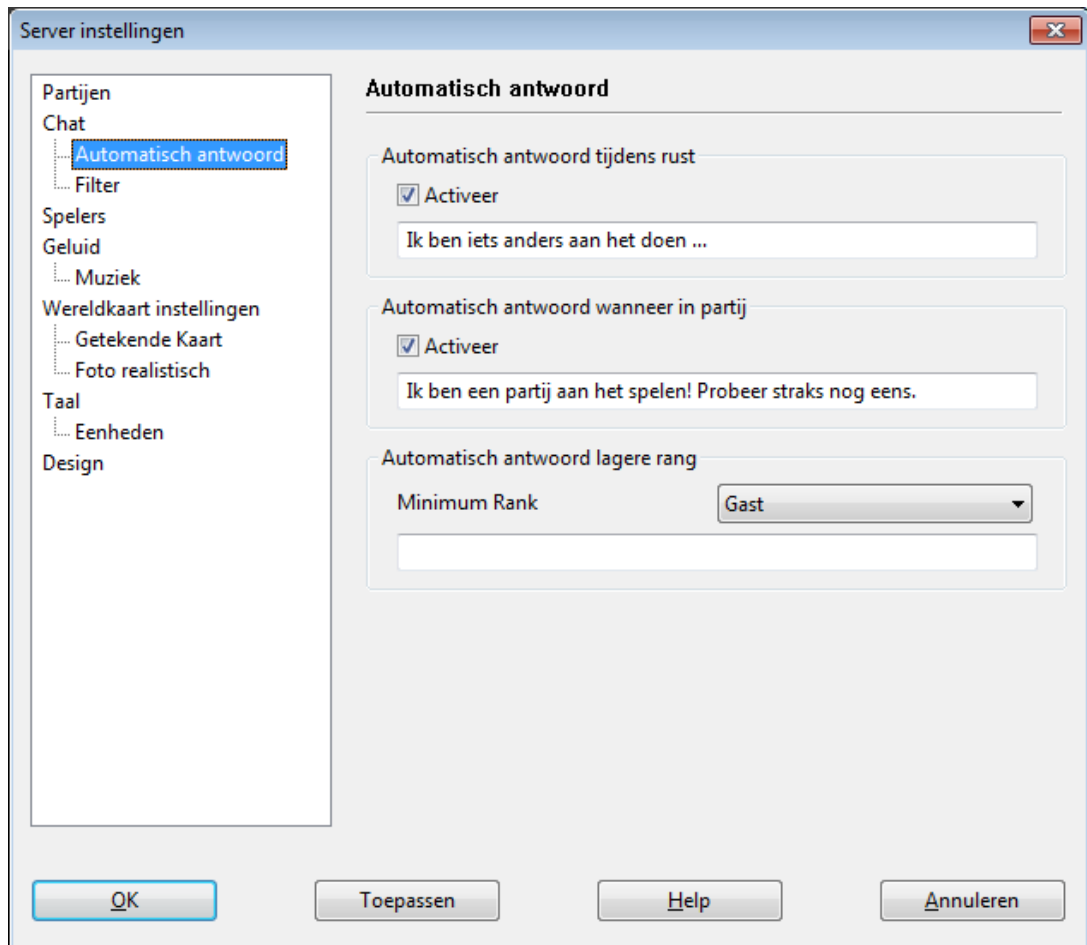 Server instellingen
Partijen
Chat
Automatisch antwoord
Filter
Spelers
Geluid
Muziek
Wereldkaart instellingen
Getekende Kaart
Foto realistisch
Taal
Eenheden
Design
Automatisch antwoord
Automatisch antwoord tijdens rust
Activeer
Ik ben iets anders aan het doen ...
Automatisch antwoord wanneer in partij
Activeer
Ik ben een partij aan het spelen! Probeer straks nog eens.
Automatisch antwoord lagere rang
Minimum Rank Gast
OK Toepassen Help Annuleren